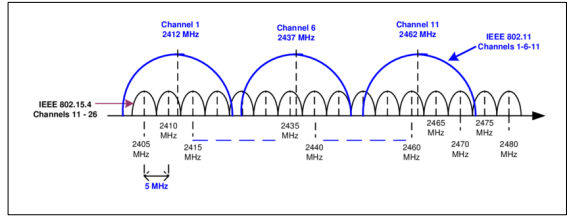 Channel 1
2412 MHz
Channel 6
2437 MHz
Channel 11
2462 MHz
IEEE 802.11
Channels 1-6-11
IEEE 802.15.4
Channels 11 - 26
2405
MHz
2410
MHz
2415
MHz
2435
MHz
2440
MHz
2460
MHz
2465
MHz
2470
MHz
2475
MHz
2480
MHz
5 MHz